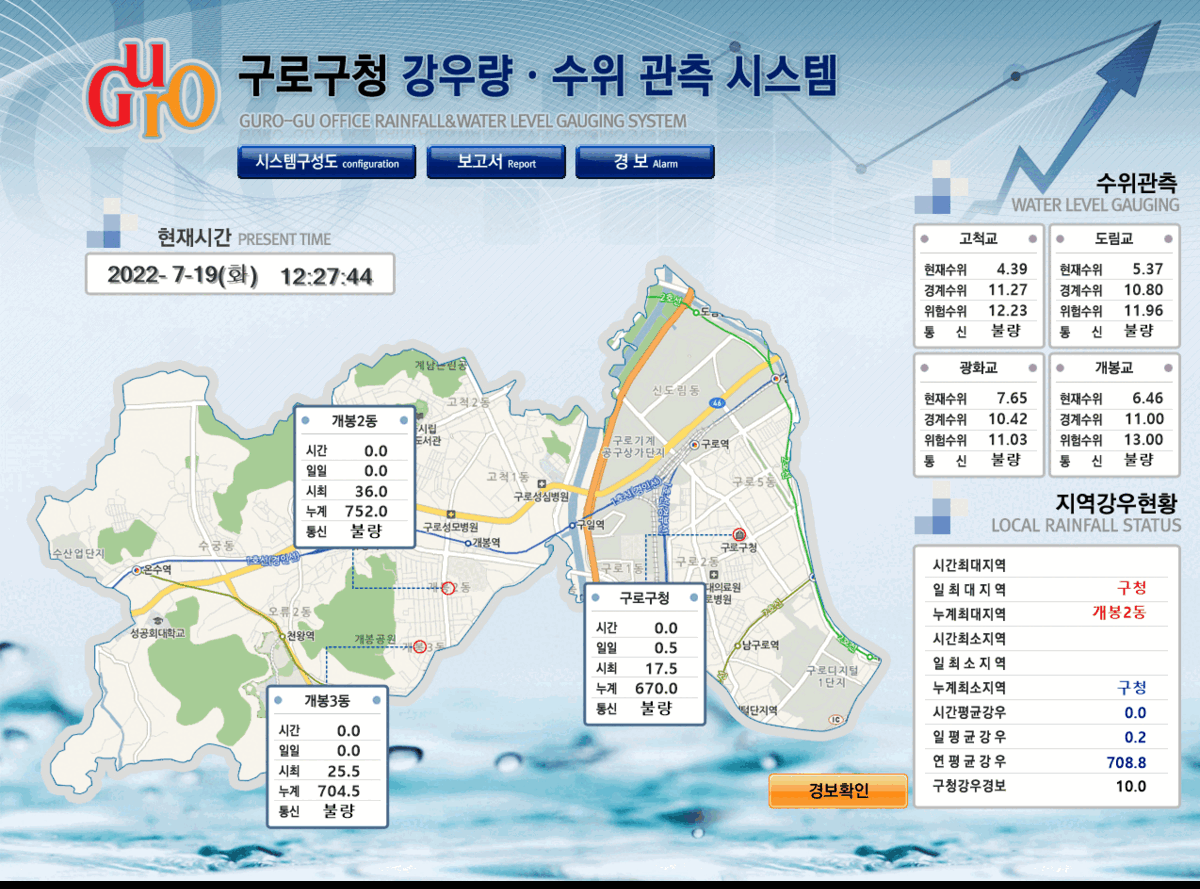 GurO
구로구청 강우량 · 수위 관측 시스템
GURO-GU OFFICE RAINFALL&WATER LEVEL GAUGING SYSTEM
시스템구성도 configuration
보고서 Report
경 보 Alarm
현재시간 PRESENT TIME
2022- 7-19(화) 12:27:44
수위관측
WATER LEVEL GAUGING
고척교
현재수위 4.39
경계수위 11.27
위험수위 12.23
통 신 불량
도림교
현재수위 5.37
경계수위 10.80
위험수위 11.96
통 신 불량
광화교
현재수위 7.65
경계수위 10.42
위험수위 11.03
통 신 불량
개봉교
현재수위 6.46
경계수위 11.00
위험수위 13.00
통 신 불량
지역강우현황
LOCAL RAINFALL STATUS
시간최대지역
일최대지역 구청
누계최대지역 개봉2동
시간최소지역
일최소지역
누계최소지역 구청
시간평균강우 0.0
일평균강우 0.2
연평균강우 708.8
구청강우경보 10.0
개봉2동
시간 0.0
일일 0.0
시최 36.0
누계 752.0
통신 불량
구로구청
시간 0.0
일일 0.5
시최 17.5
누계 670.0
통신 불량
개봉3동
시간 0.0
일일 0.0
시최 25.5
누계 704.5
통신 불량
경보확인
신도림동
46
고척2동
시립
도서관
구로기계
공구상가단지
구로역
고척1동
구로성심병원
구로5동
1호선(경인선)
구로성모병원
구일역
개봉역
구로구청
수산업단지
수궁동
온수역
1호선(경인선)
구로1동
구로2동
대의료원
로병원
개봉2동
오류2동
성공회대학교
천왕역
개봉공원
개봉3동
남구로역
구로디지털
1단지
털단지역
IC